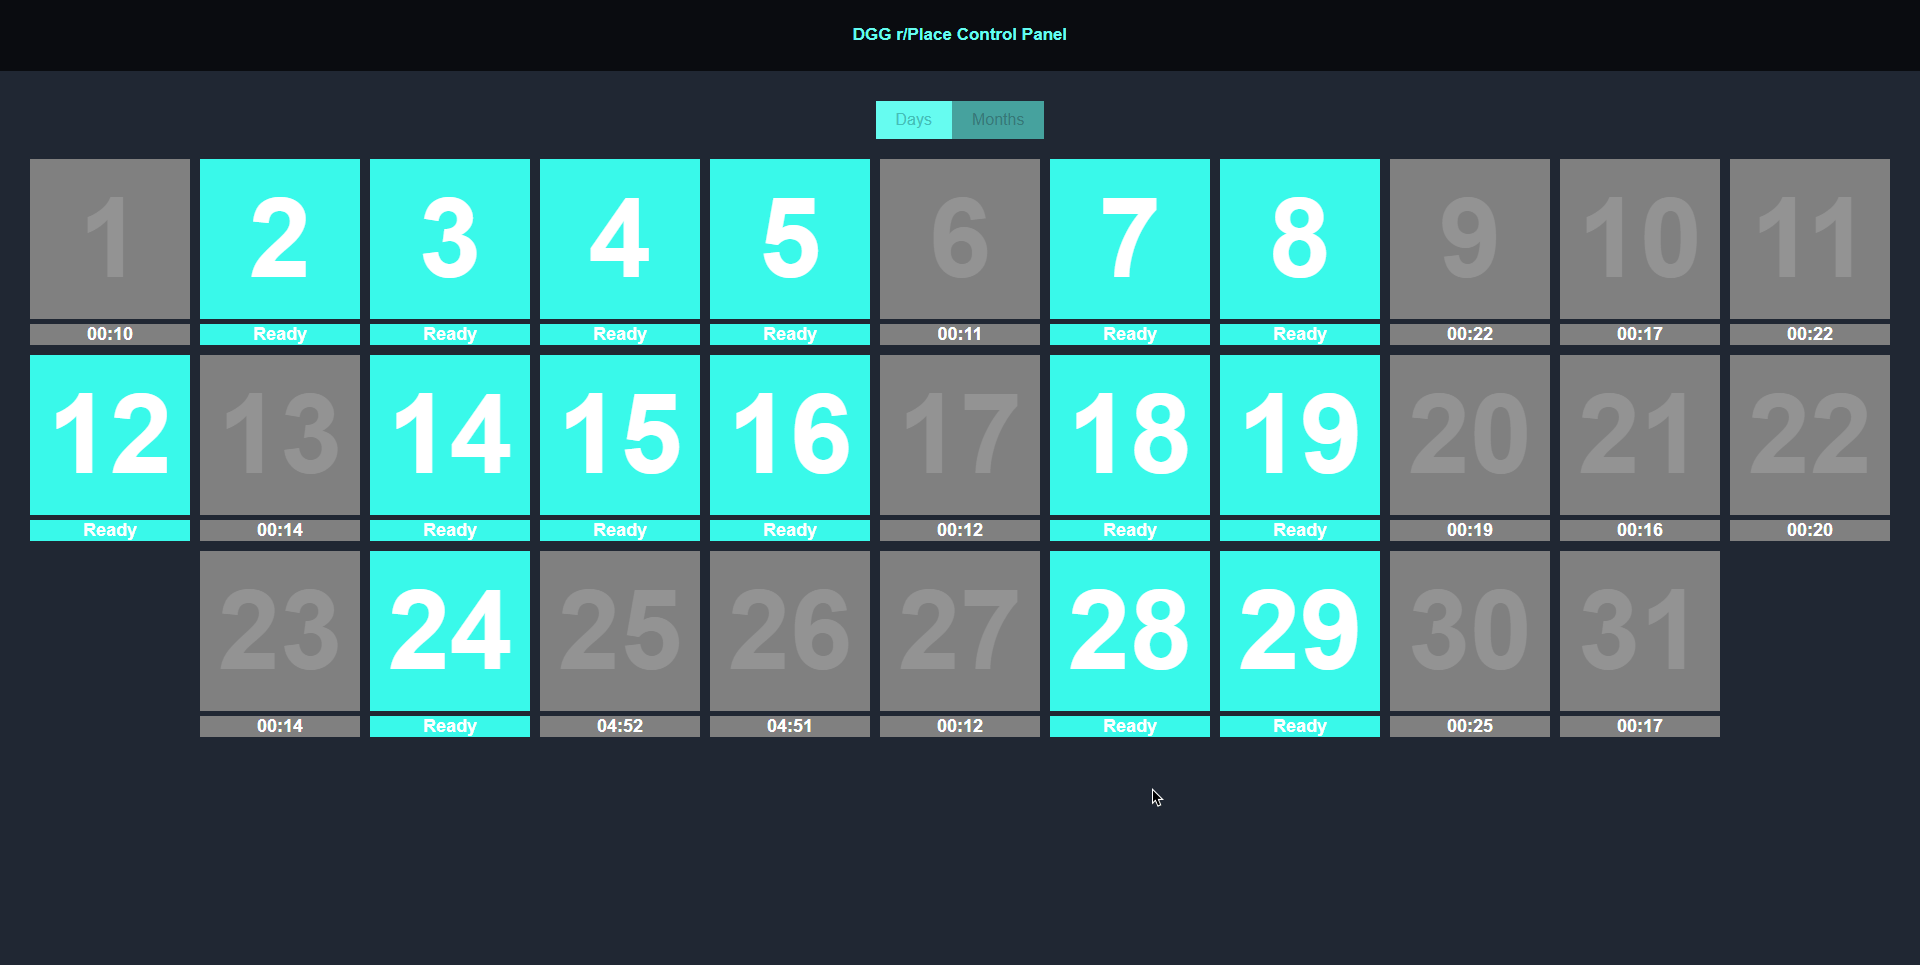 DGG r/Place Control Panel
Days Months
1 2 3 4 5 6 7 8 9 10 11
00:10 Ready Ready Ready Ready 00:11 Ready Ready 00:22 00:17 00:22
12 13 14 15 16 17 18 19 20 21 22
Ready 00:14 Ready Ready Ready 00:12 Ready Ready 00:19 00:16 00:20
23 24 25 26 27 28 29 30 31
00:14 Ready 04:52 04:51 00:12 Ready Ready 00:25 00:17